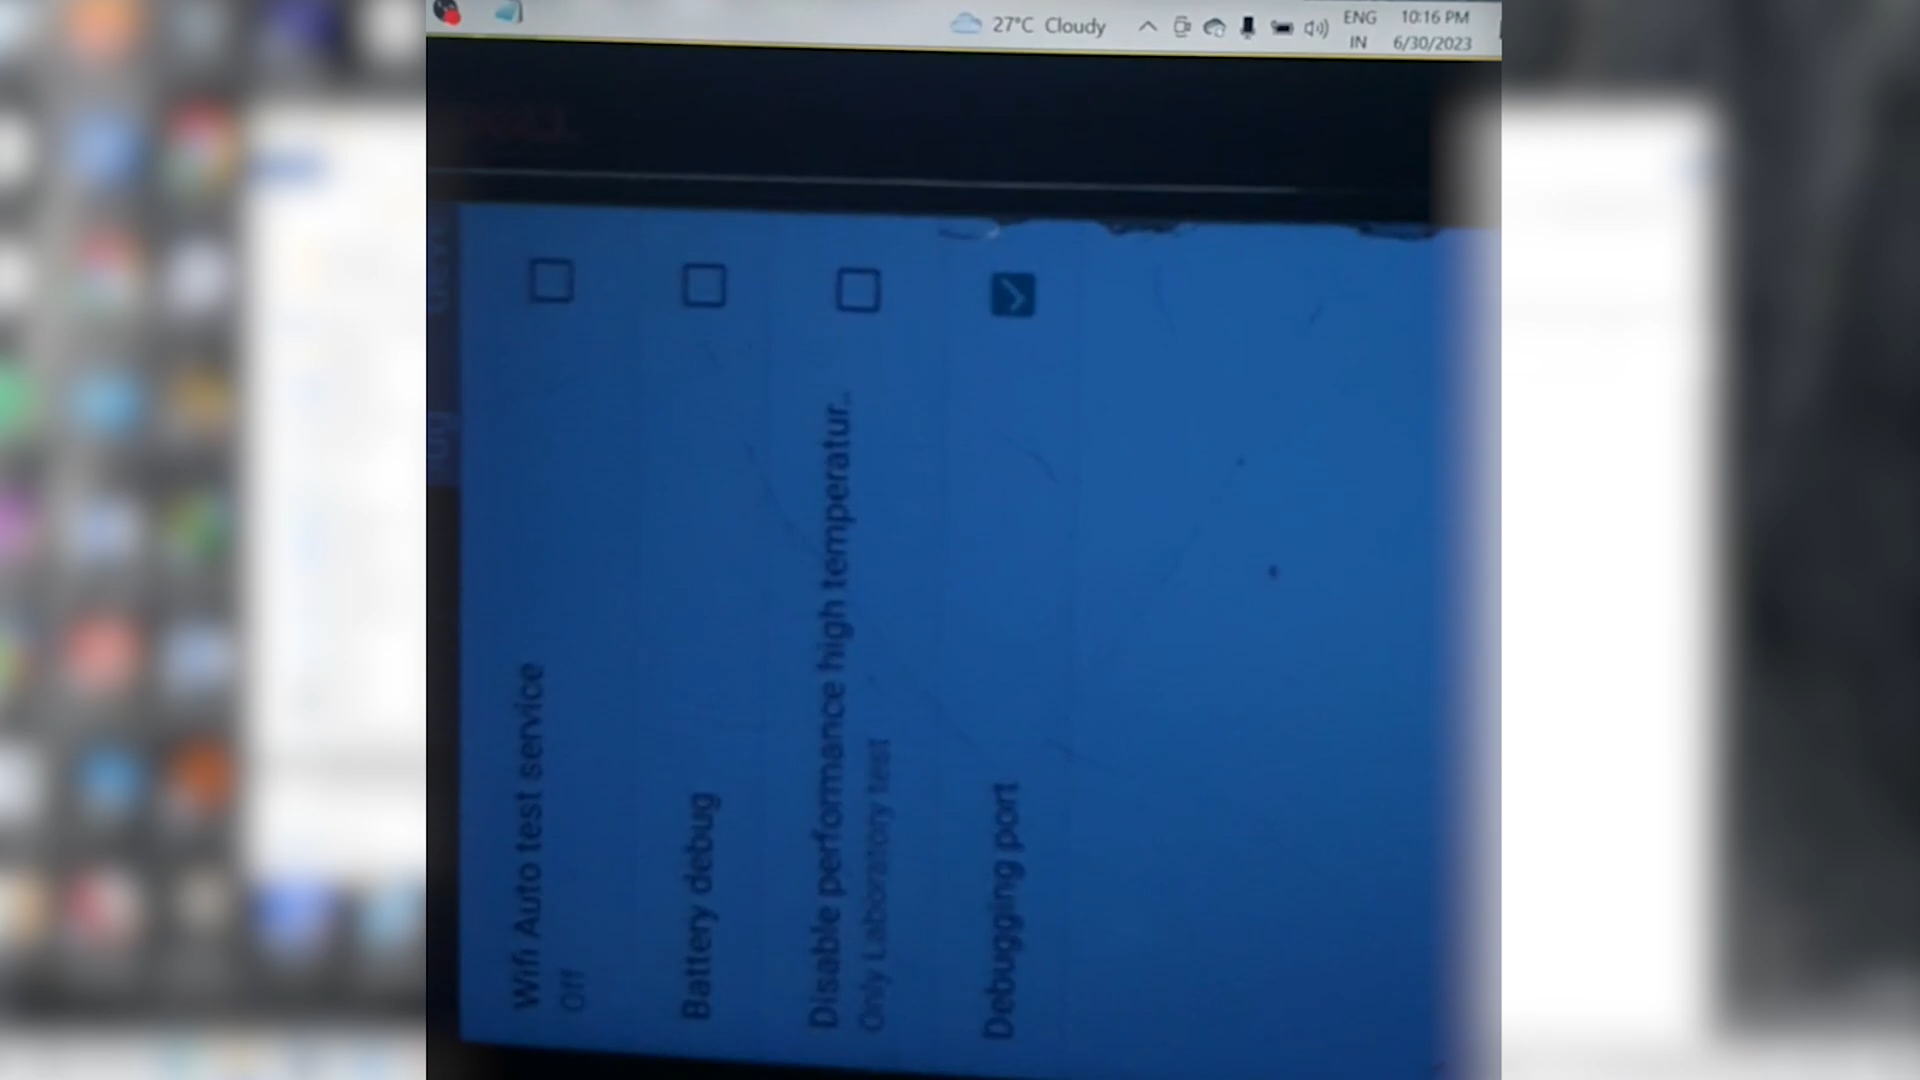 27°C Cloudy
ENG
IN
10:16 PM
6/30/2023
Wifi Auto test service
Off
Battery debug
Disable performance high temperatur..
Only Laboratory test
Debugging port